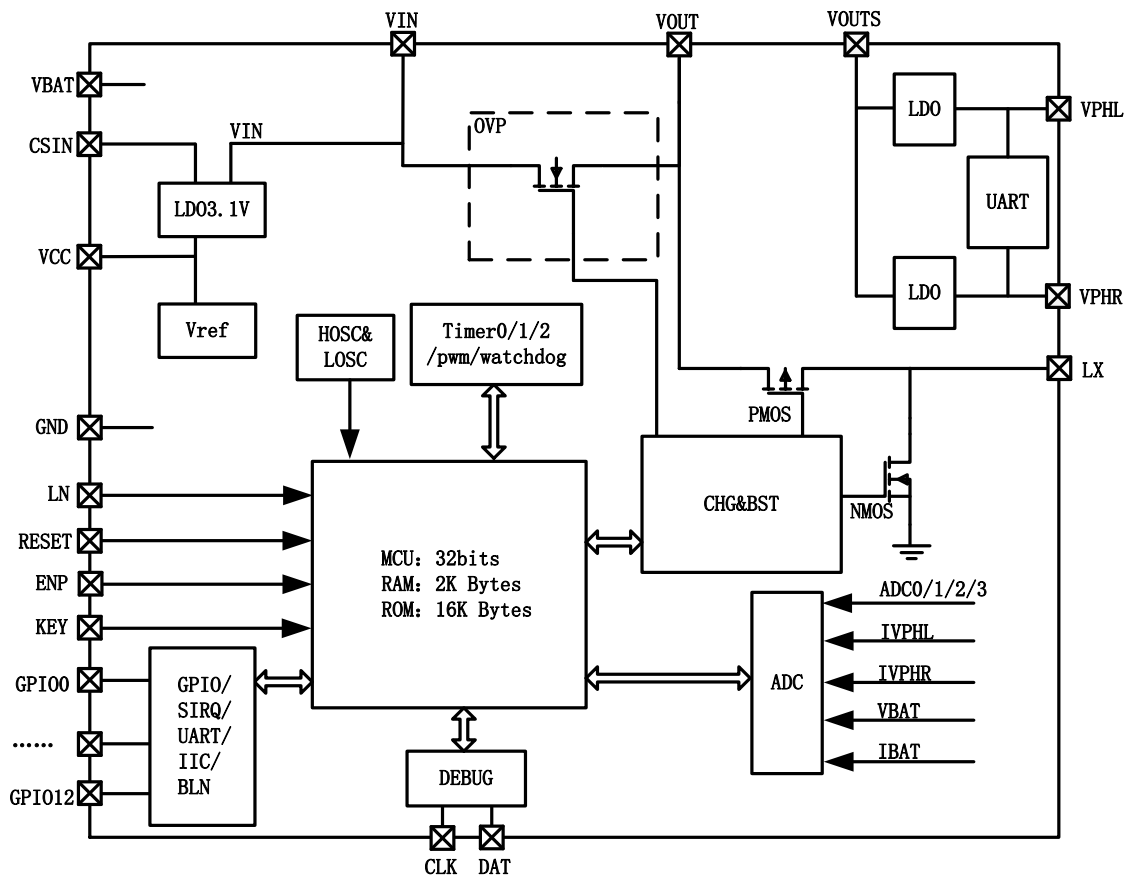 VIN
VOUT
VOUTS
VBAT
CSIN
VIN
LDO3.1V
VCC
Vref
OVP
LDO
VPHL
UART
LDO
VPHR
HOSC&
LOSC
Timer0/1/2
/pwm/watchdog
LX
PMOS
GND
LN
RESET
ENP
KEY
MCU: 32bits
RAM: 2K Bytes
ROM: 16K Bytes
CHG&BST
NMOS
GPIO0
......
GPIO12
GPIO/
SIRQ/
UART/
IIC/
BLN
ADC
ADC0/1/2/3
IVPHL
IVPHR
VBAT
IBAT
DEBUG
CLK
DAT